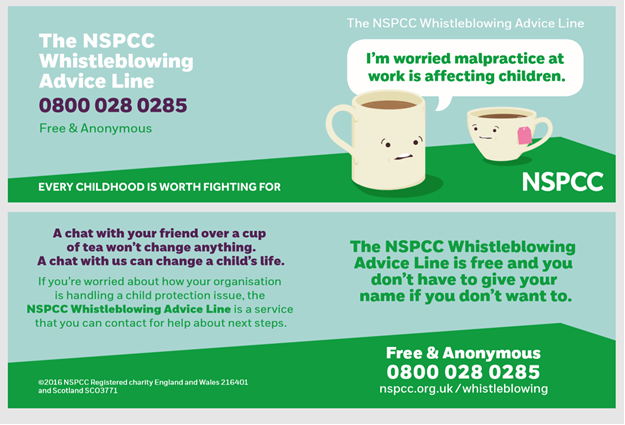 The NSPCC
Whistleblowing
Advice Line
0800 028 0285
Free & Anonymous
EVERY CHILDHOOD IS WORTH FIGHTING FOR
The NSPCC Whistleblowing Advice Line
I'm worried malpractice at
work is affecting children.
NSPCC
A chat with your friend over a cup
of tea won't change anything.
A chat with us can change a child's life.
If you're worried about how your organisation
is handling a child protection issue, the
NSPCC Whistleblowing Advice Line is a service
that you can contact for help about next steps.
©2016 NSPCC Registered charity England and Wales 216401
and Scotland SCO3771
The NSPCC Whistleblowing
Advice Line is free and you
don't have to give your
name if you don't want to.
Free & Anonymous
0800 028 0285
nspcc.org.uk/whistleblowing